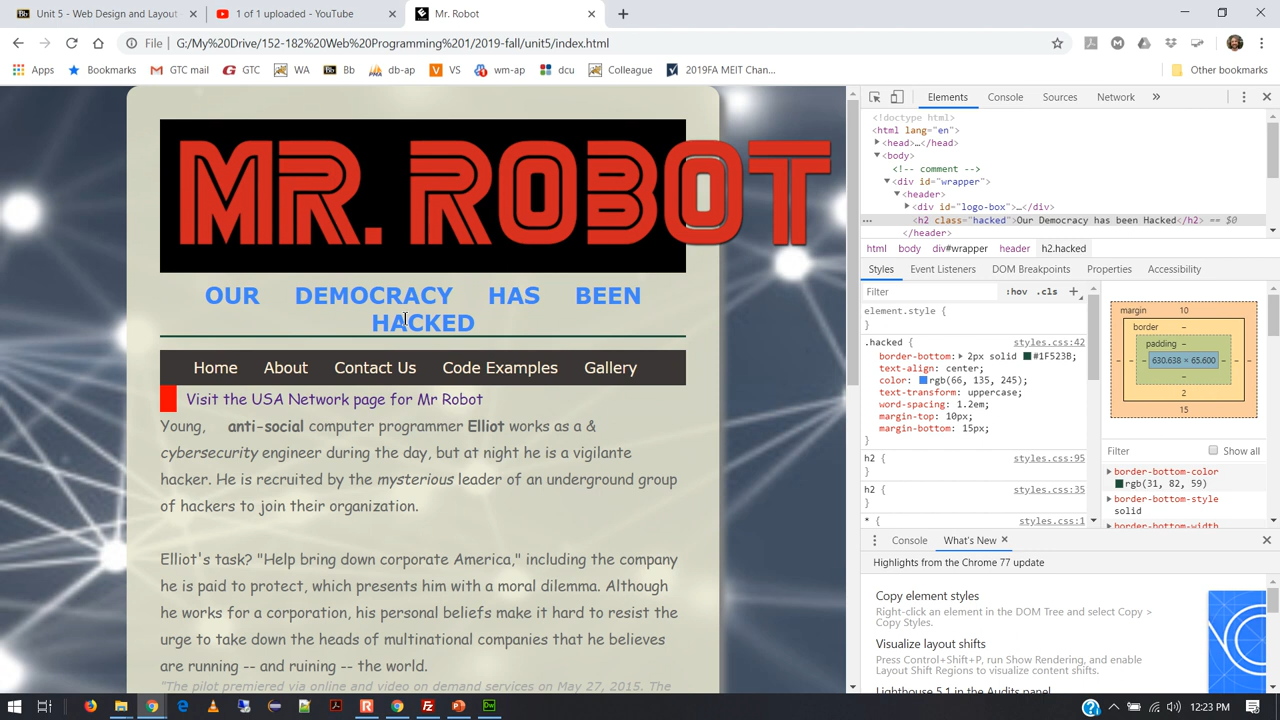 Unit 5 - Web Design and Layout
1 of 1 uploaded - YouTube
Mr. Robot
File | G:/My%20Drive/152-182%20Web%20Programming%201/2019-fall/unit5/index.html
Apps Bookmarks GTC mail GTC WA Bb db-ap VS wm-ap dcu Colleague 2019FA MEIT Chan... Other bookmarks
MR. ROBOT
OUR DEMOCRACY HAS BEEN
HACKED
Home About Contact Us Code Examples Gallery
Visit the USA Network page for Mr Robot
Young, anti-social computer programmer Elliot works as a &
cybersecurity engineer during the day, but at night he is a vigilante
hacker. He is recruited by the mysterious leader of an underground group
of hackers to join their organization.
Elliot's task? "Help bring down corporate America," including the company
he is paid to protect, which presents him with a moral dilemma. Although
he works for a corporation, his personal beliefs make it hard to resist the
urge to take down the heads of multinational companies that he believes
are running -- and ruining -- the world.
"The pilot premiered via online and video on demand services on May 27, 2015. The
Elements Console Sources Network »
<!doctype html>
<html lang="en">
<head>…</head>
<body>
<!-- comment -->
<div id="wrapper">
<header>
<div id="logo-box">…</div>
<h2 class="hacked">Our Democracy has been Hacked</h2> == $0
</header>
html body div#wrapper header h2.hacked
Styles Event Listeners DOM Breakpoints Properties Accessibility
Filter :hov .cls +
element.style {
}
.hacked { styles.css:42
border-bottom: 2px solid #1F523B;
text-align: center;
color: rgb(66, 135, 245);
text-transform: uppercase;
word-spacing: 1.2em;
margin-top: 10px;
margin-bottom: 15px;
}
h2 { styles.css:95
}
h2 { styles.css:35
}
* { styles.css:1
margin 10
border –
padding –
– – – 630.638 × 65.600 – – –
–
2
15
Filter Show all
border-bottom-color
rgb(31, 82, 59)
border-bottom-style
solid
border-bottom-width
Console What's New
Highlights from the Chrome 77 update
Copy element styles
Right-click an element in the DOM Tree and select Copy >
Copy Styles.
Visualize layout shifts
Press Control+Shift+P, run Show Rendering, and enable
Layout Shift Regions to visualize content shifts.
Lighthouse 5.1 in the Audits panel
12:23 PM